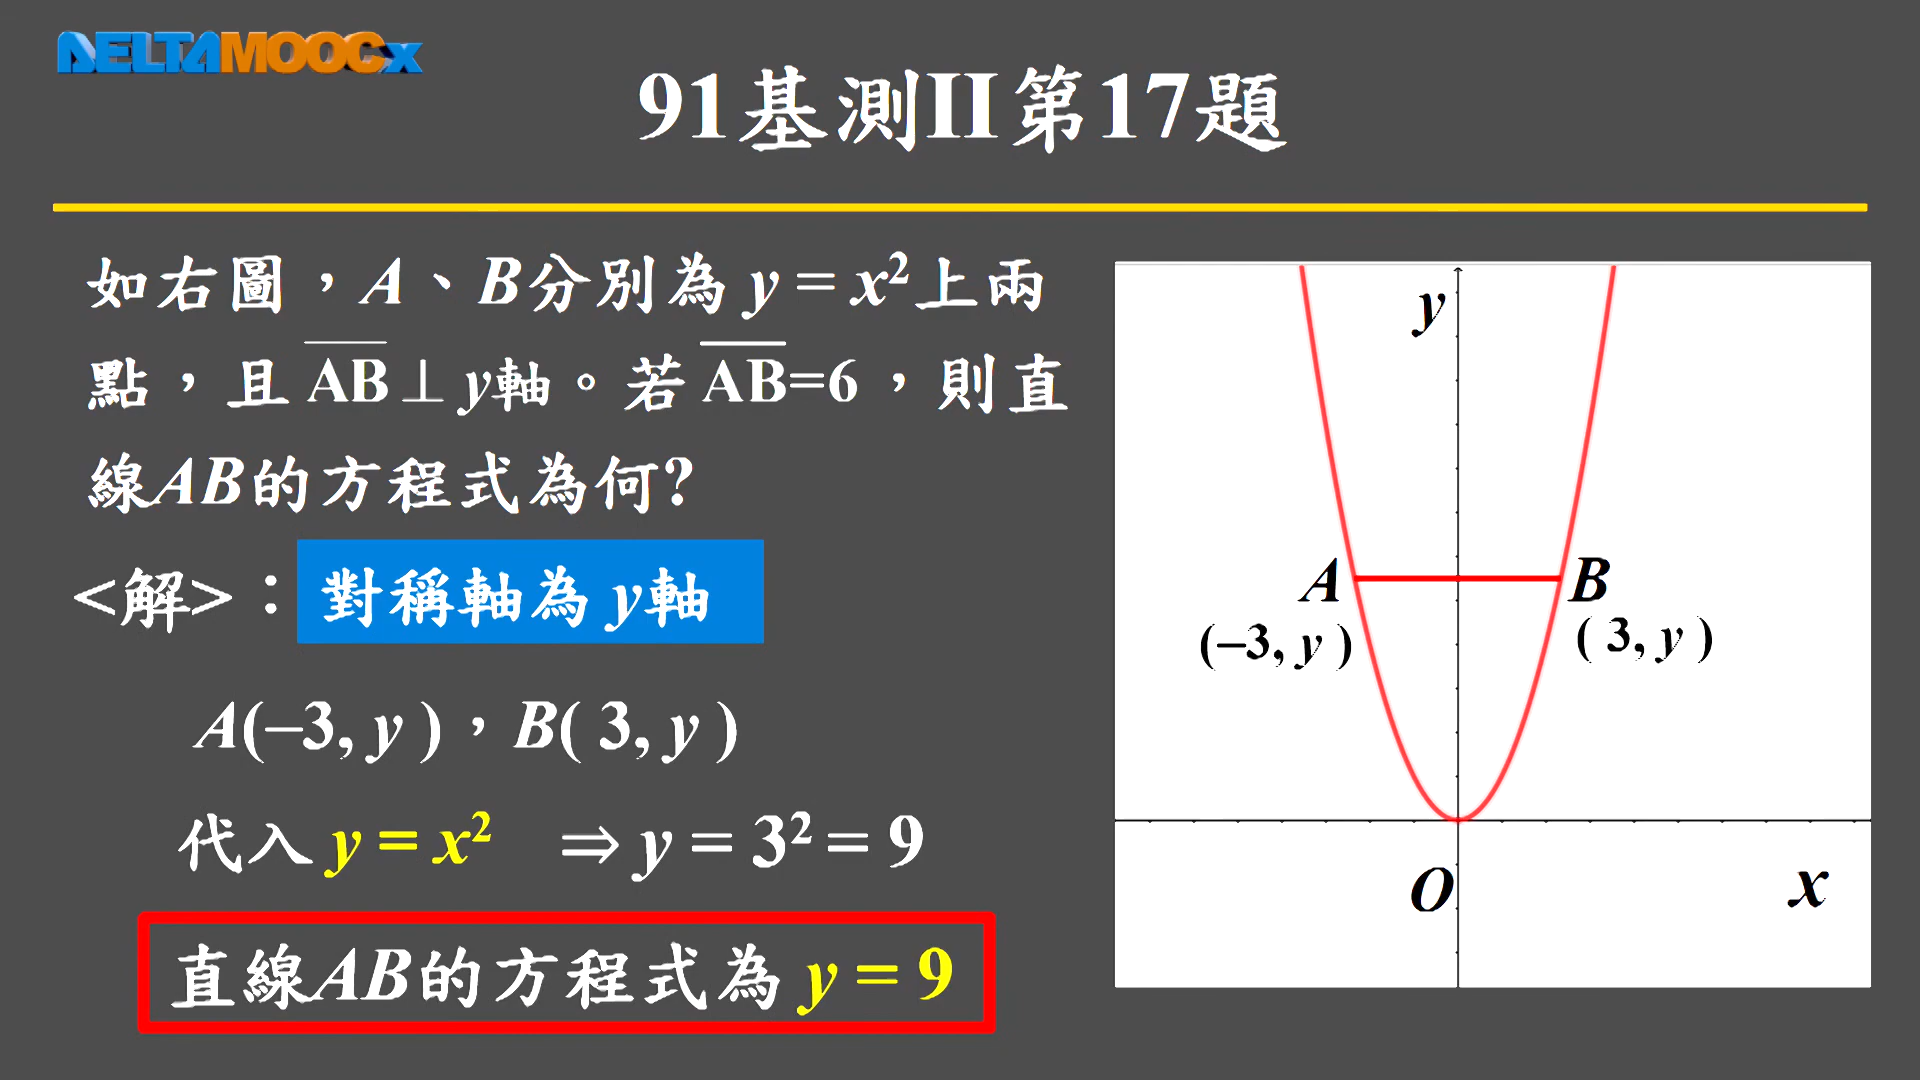 DELTAMOOCx
91基測II第17題
如右圖，A、B分別為 y = x²上兩
點，且 AB⊥y軸。若 AB=6，則直
線AB的方程式為何?
<解>：對稱軸為 y軸
A(–3, y )，B( 3, y )
代入 y = x² ⇒ y = 3² = 9
直線AB的方程式為 y = 9
y
A
B
(–3, y )
( 3, y )
O
x